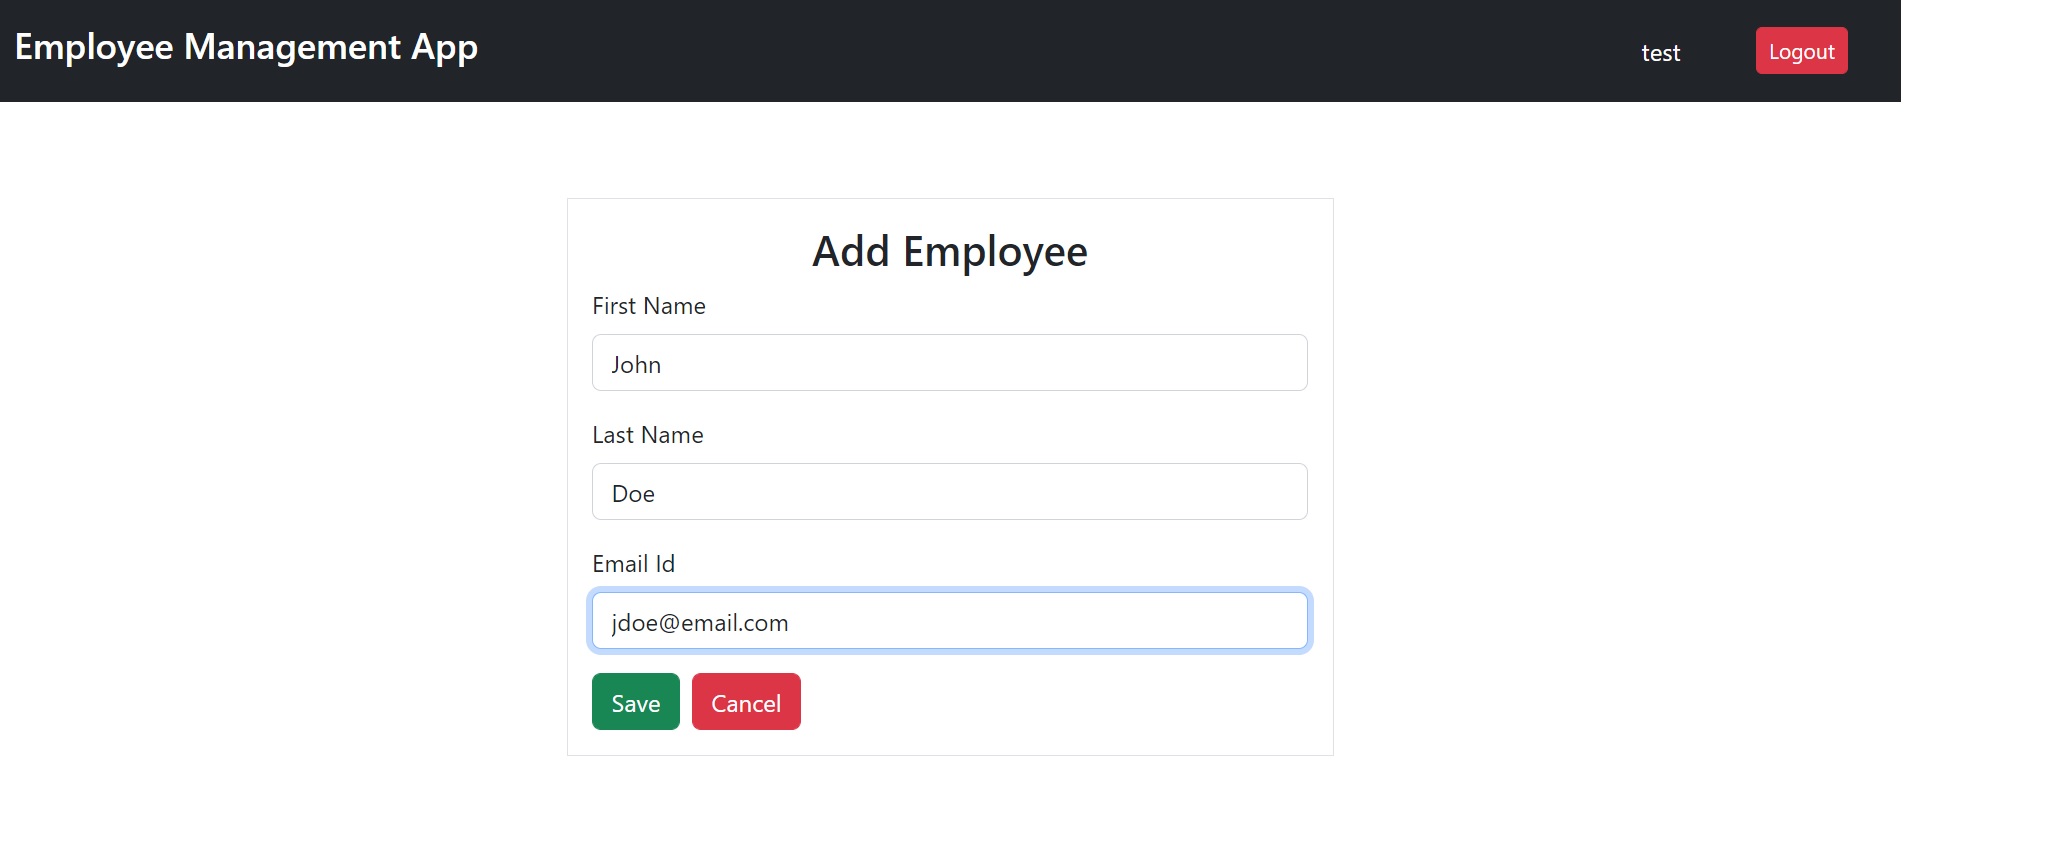 Employee Management App test Logout
Add Employee
First Name
John
Last Name
Doe
Email Id
jdoe@email.com
Save Cancel